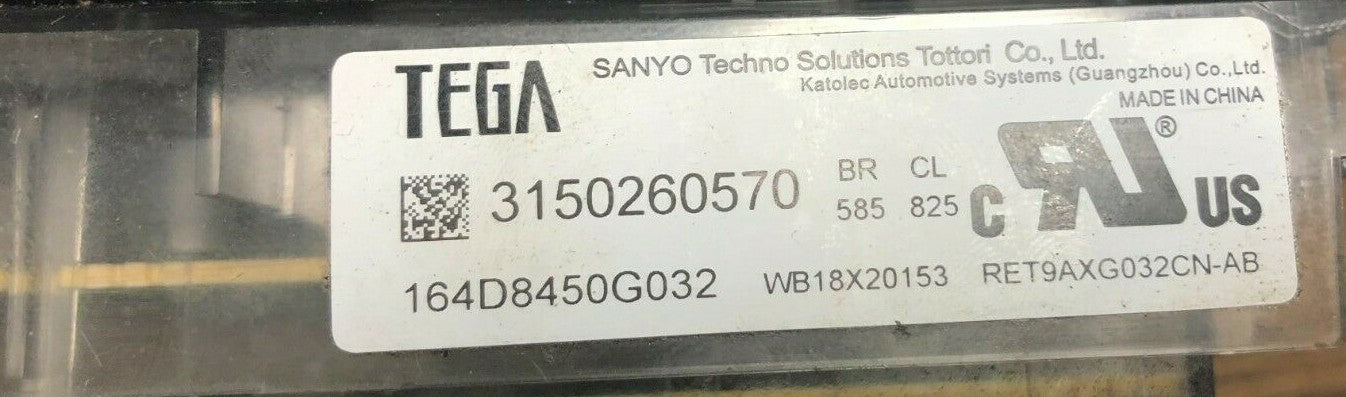 TEGA
SANYO Techno Solutions Tottori Co., Ltd.
Katolec Automotive Systems (Guangzhou) Co.,Ltd.
MADE IN CHINA
3150260570
BR CL
585 825
C RU® US
164D8450G032 WB18X20153 RET9AXG032CN-AB